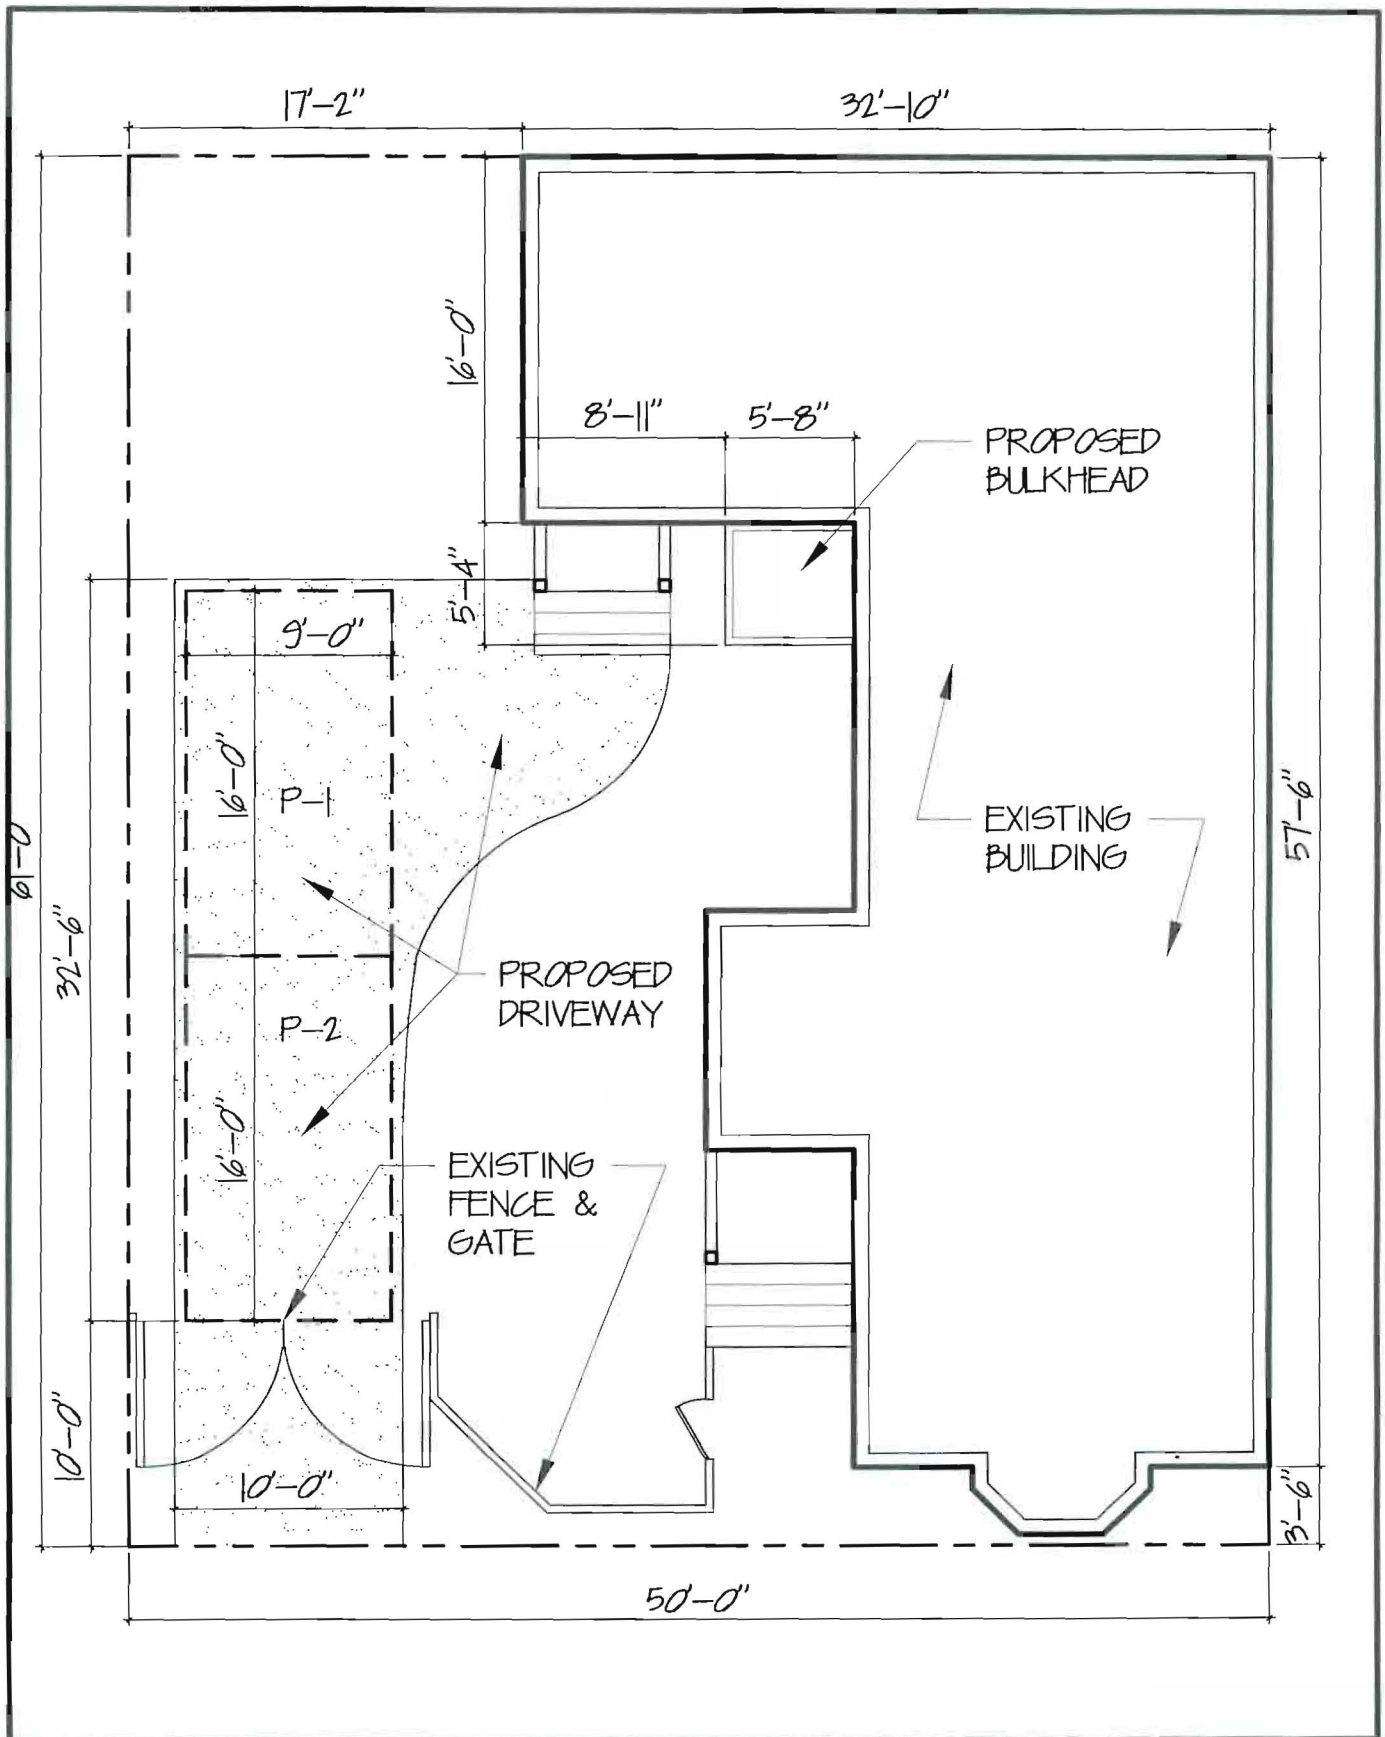 17'-2"
32'-10"
16'-0"
8'-11"
5'-8"
PROPOSED
BULKHEAD
5'-4"
9'-0"
16'-0"
P-1
EXISTING
BUILDING
57'-6"
61'-0
32'-6"
PROPOSED
DRIVEWAY
P-2
16'-0"
EXISTING
FENCE &
GATE
10'-0"
10'-0"
3'-6"
50'-0"